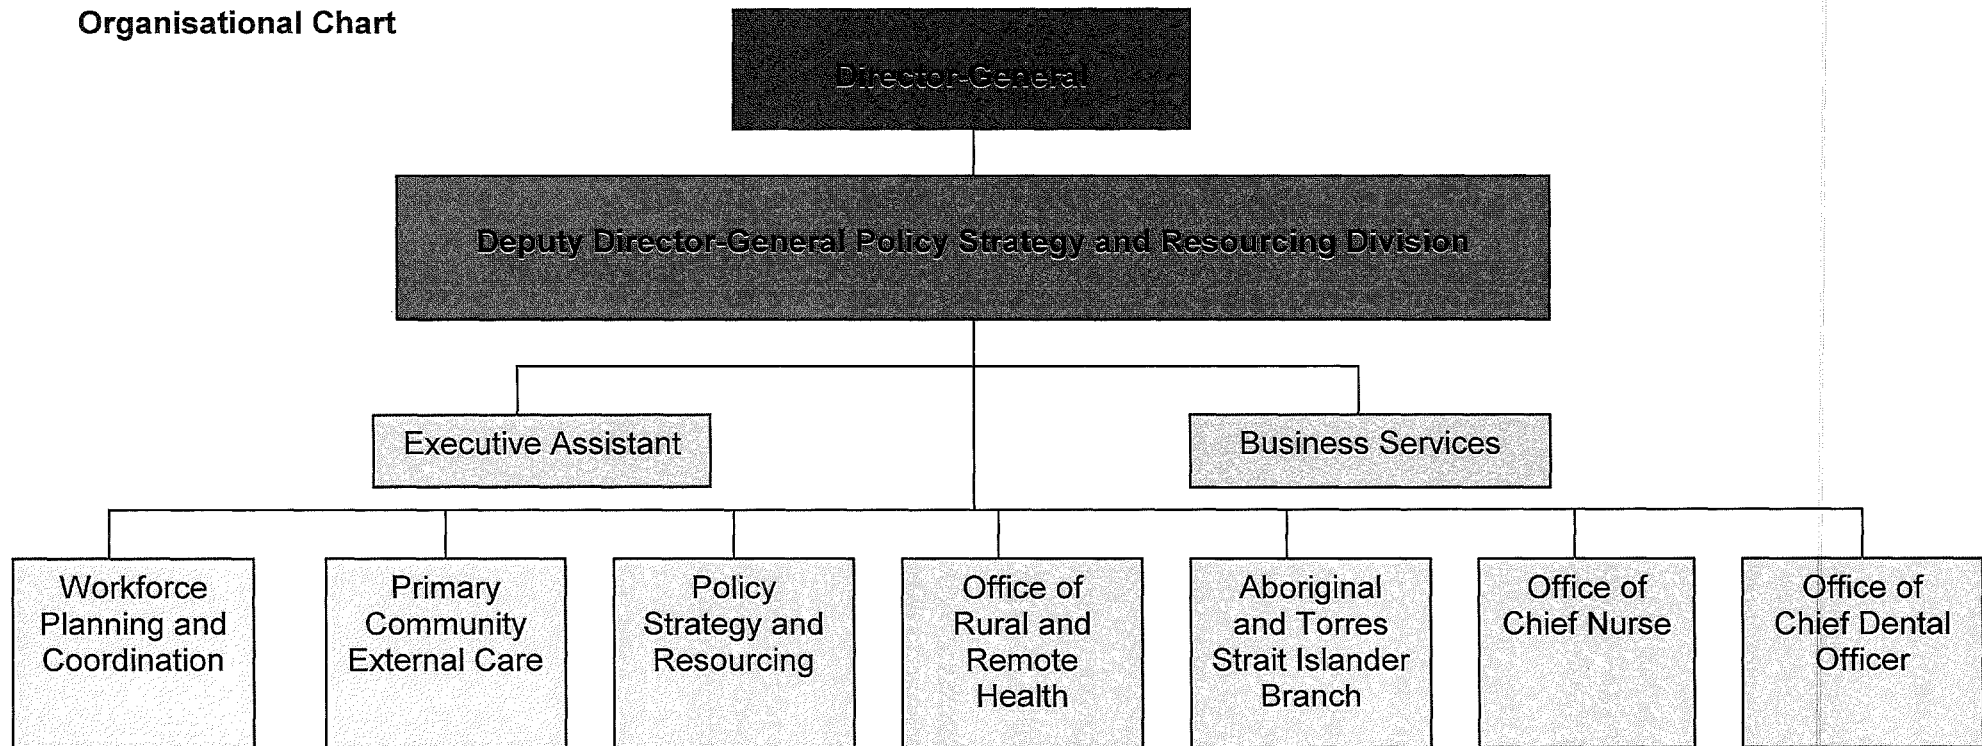 Organisational Chart
Director-General
Deputy Director-General Policy Strategy and Resourcing Division
Executive Assistant
Business Services
Workforce
Planning and
Coordination
Primary
Community
External Care
Policy
Strategy and
Resourcing
Office of
Rural and
Remote
Health
Aboriginal
and Torres
Strait Islander
Branch
Office of
Chief Nurse
Office of
Chief Dental
Officer